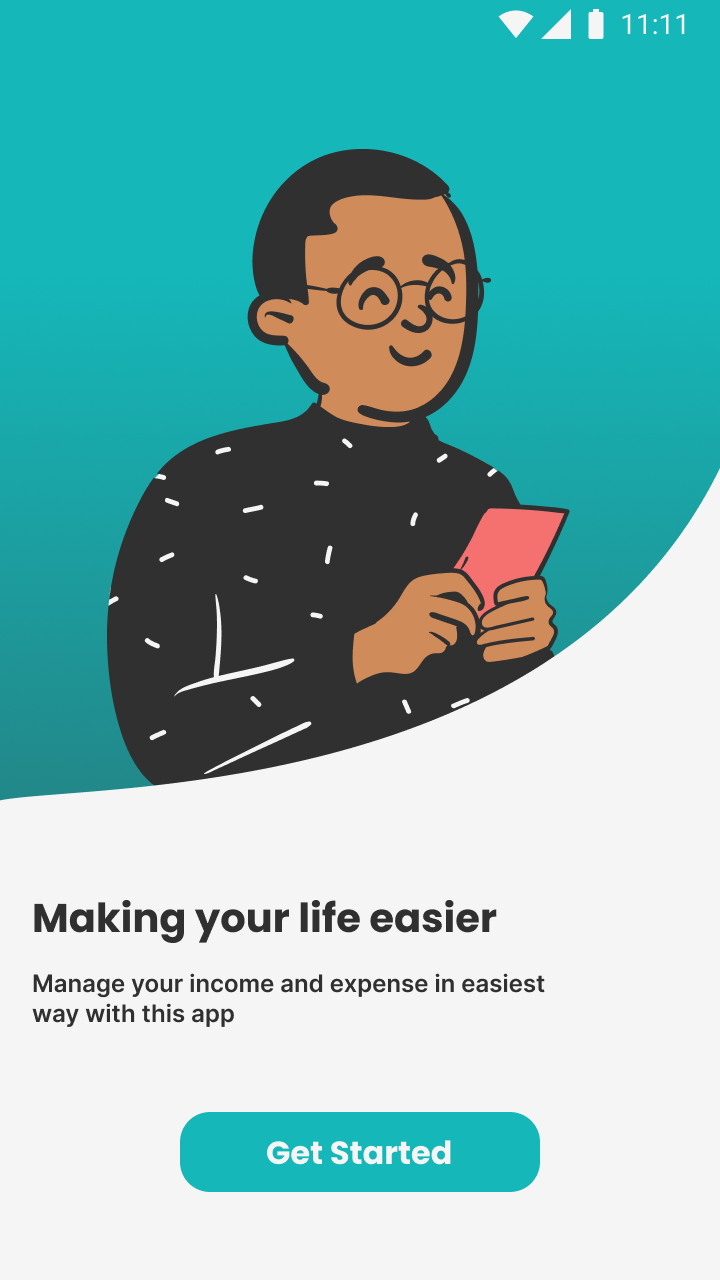 11:11
Making your life easier
Manage your income and expense in easiest
way with this app
Get Started